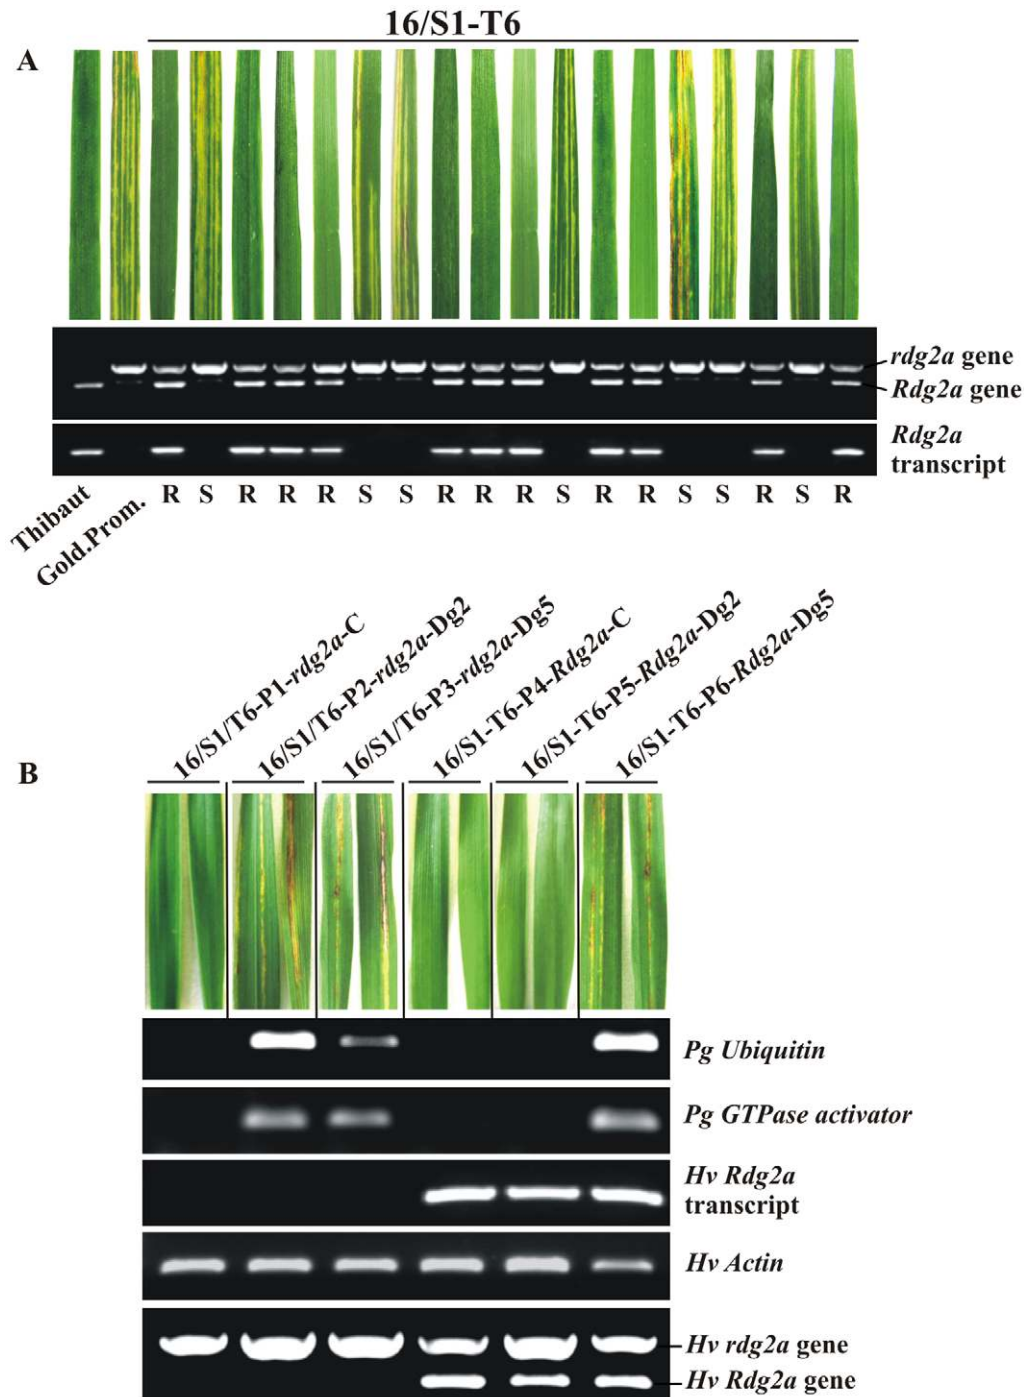 16/S1-T6
A
rdg2a gene
Rdg2a gene
Rdg2a
transcript
Thibaut
Gold.Prom.
R S R R R S S R R R S R R S S R S R
16/S1/T6-P1-rdg2a-C
16/S1/T6-P2-rdg2a-Dg2
16/S1/T6-P3-rdg2a-Dg5
16/S1-T6-P4-Rdg2a-C
16/S1-T6-P5-Rdg2a-Dg2
16/S1-T6-P6-Rdg2a-Dg5
B
Pg Ubiquitin
Pg GTPase activator
Hv Rdg2a
transcript
Hv Actin
Hv rdg2a gene
Hv Rdg2a gene